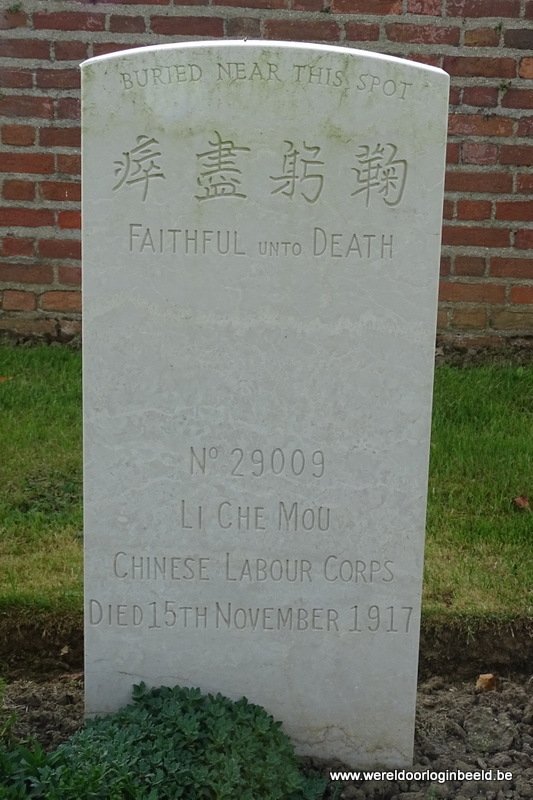 BURIED NEAR THIS SPOT
鞠躬盡瘁
FAITHFUL UNTO DEATH
Nº 29009
LI CHE MOU
CHINESE LABOUR CORPS
DIED 15TH NOVEMBER 1917
www.wereldoorloginbeeld.be